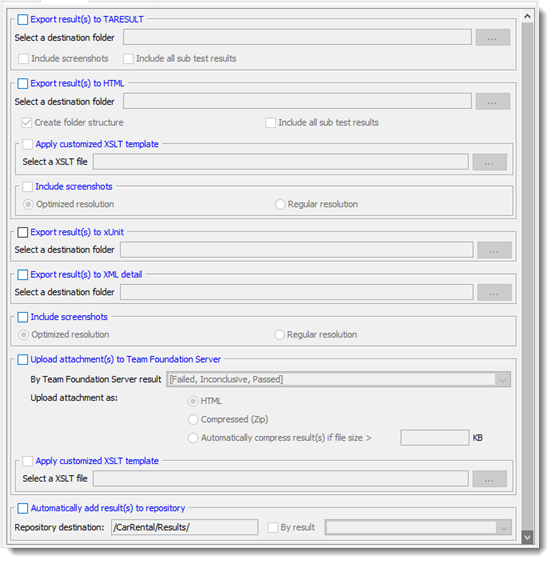 Export result(s) to TARESULT
Select a destination folder ...
Include screenshots Include all sub test results
Export result(s) to HTML
Select a destination folder ...
Create folder structure Include all sub test results
Apply customized XSLT template
Select a XSLT file ...
Include screenshots
Optimized resolution Regular resolution
Export result(s) to xUnit
Select a destination folder ...
Export result(s) to XML detail
Select a destination folder ...
Include screenshots
Optimized resolution Regular resolution
Upload attachment(s) to Team Foundation Server
By Team Foundation Server result [Failed, Inconclusive, Passed]
Upload attachment as: HTML
Compressed (Zip)
Automatically compress result(s) if file size > KB
Apply customized XSLT template
Select a XSLT file ...
Automatically add result(s) to repository
Repository destination: /CarRental/Results/ By result